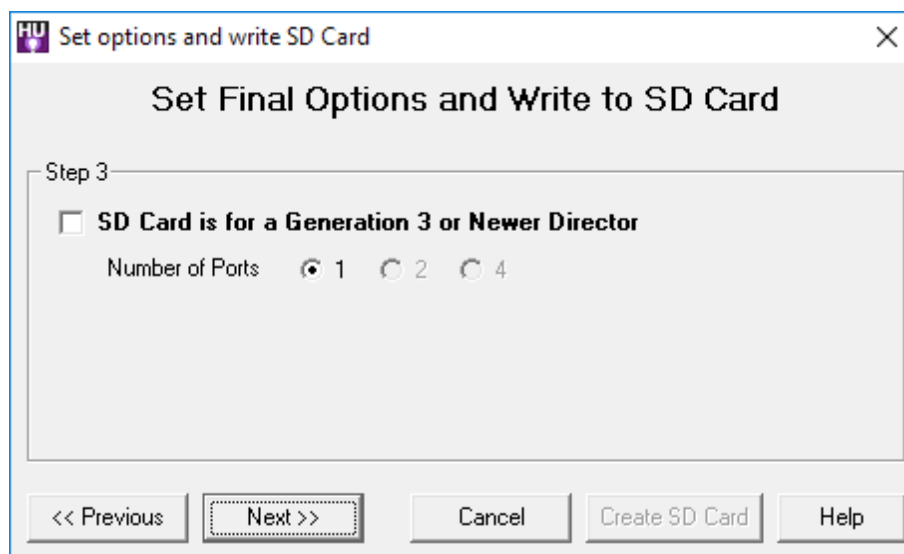 HU Set options and write SD Card
Set Final Options and Write to SD Card
Step 3
SD Card is for a Generation 3 or Newer Director
Number of Ports 1 2 4
<< Previous Next >> Cancel Create SD Card Help